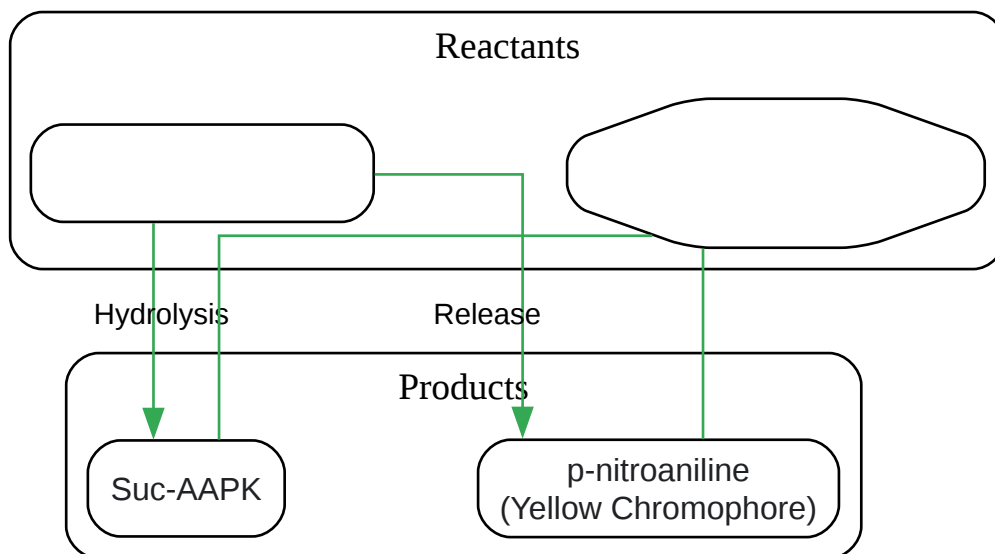 Reactants
Hydrolysis
Release
Products
Suc-AAPK
p-nitroaniline
(Yellow Chromophore)